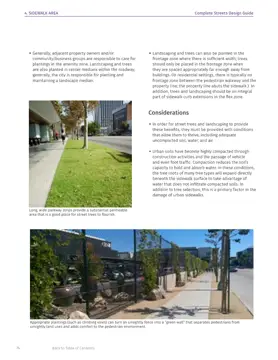 4. SIDEWALK AREA
Complete Streets Design Guide
• Generally, adjacent property owners and/or
community/business groups are responsible to care for
plantings in the amenity zone. Landscaping and trees
are also planted in center medians within the roadway;
generally, the city is responsible for planting and
maintaining a landscape median.
Long, wide amenity strips provide a substantial permeable
area that is a good place for street trees to flourish.
• Landscaping and trees can also be planted in the
frontage zone where there is sufficient width; trees
should only be placed in the frontage zone when
they are spaced appropriately far enough away from
buildings. (In residential settings, there is typically no
frontage zone between the pedestrian walkway and the
property line; the property line abuts the sidewalk.) In
addition, trees and landscaping should be an integral
part of sidewalk curb extensions in the flex zone.
Considerations
• In order for street trees and landscaping to provide
these benefits, they must be provided with conditions
that allow them to thrive, including adequate
uncompacted soil, water, and air.
• Urban soils have become highly compacted through
construction activities and the passage of vehicle
and even foot traffic. Compaction reduces the soil's
capacity to hold and absorb water. In these conditions,
the tree roots of many tree types will expand directly
beneath the sidewalk surface to take advantage of
water that does not infiltrate compacted soils. In
addition to tree selection, this is a primary factor in the
damage of urban sidewalks.
Appropriate plantings (such as climbing vines) can turn an unsightly fence into a "green wall" that separates pedestrians from
unsightly land uses and adds comfort to the pedestrian environment.
Back to Table of Contents